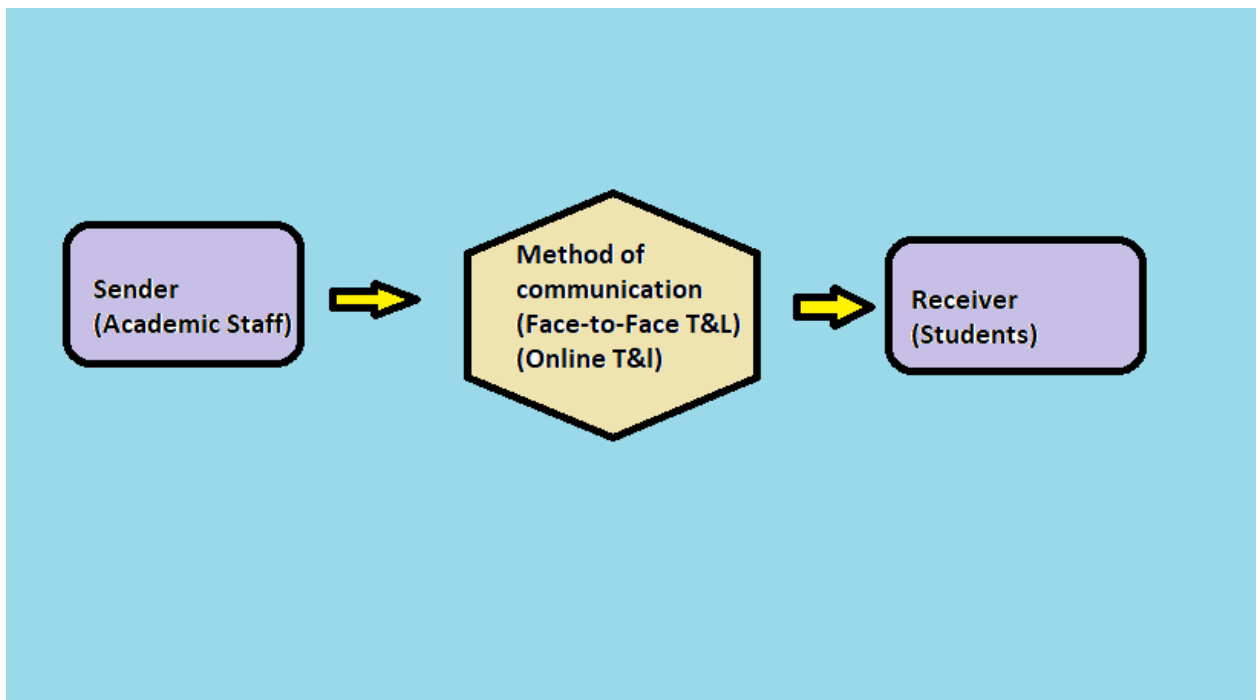 Sender
(Academic Staff)
Method of
communication
(Face-to-Face T&L)
(Online T&l)
Receiver
(Students)